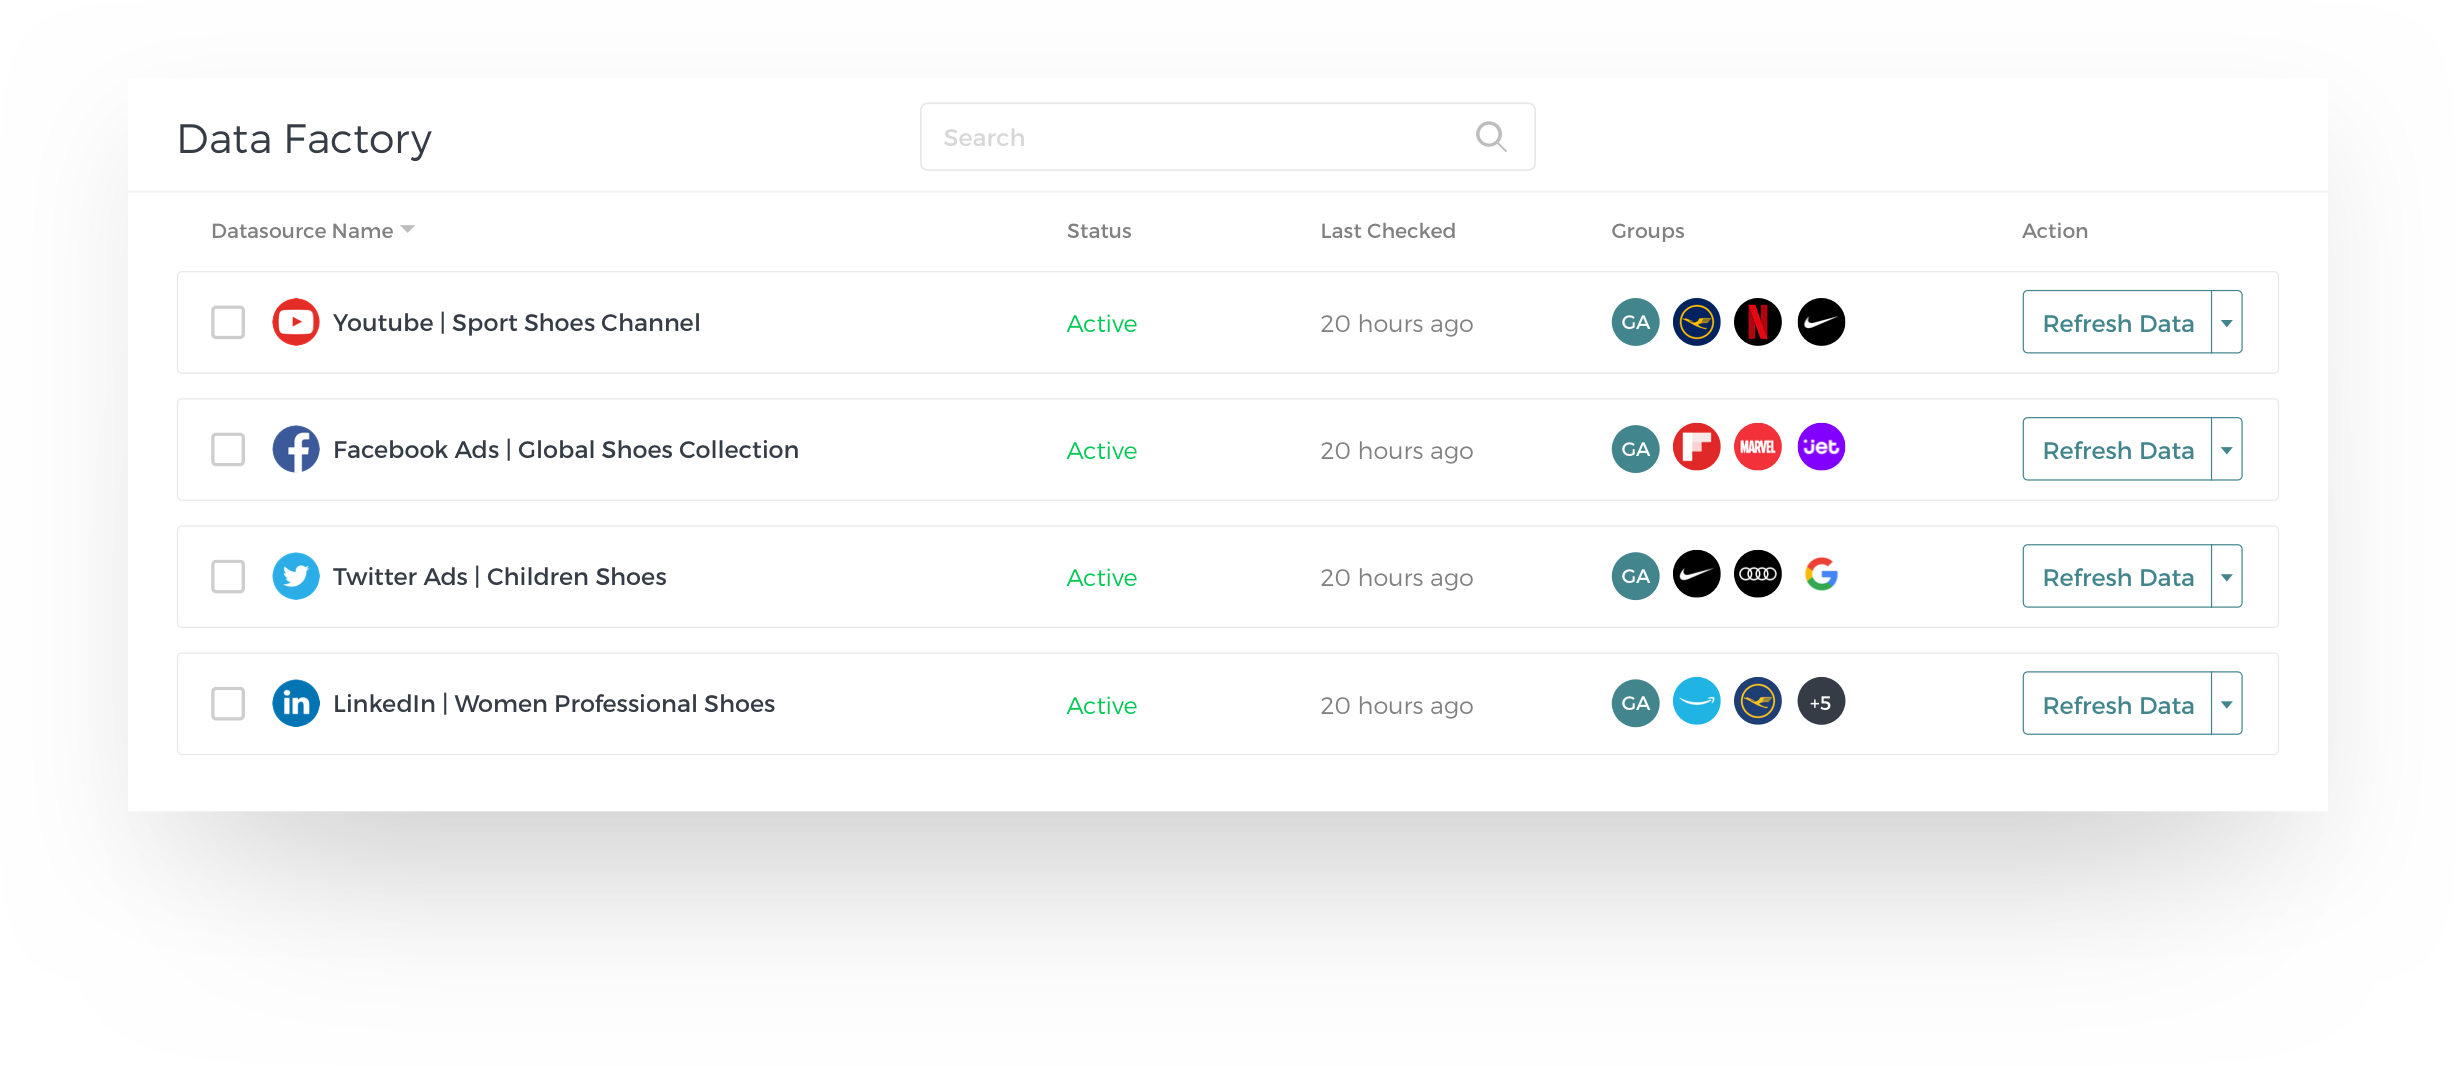 Data Factory
Search
Datasource Name Status Last Checked Groups Action
Youtube | Sport Shoes Channel Active 20 hours ago GA N Refresh Data
Facebook Ads | Global Shoes Collection Active 20 hours ago GA F MARVEL jet Refresh Data
Twitter Ads | Children Shoes Active 20 hours ago GA G Refresh Data
in LinkedIn | Women Professional Shoes Active 20 hours ago GA +5 Refresh Data